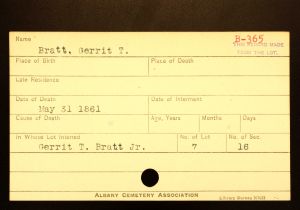 Name
B-365
Bratt, Gerrit T.
THIS RECORD MADE
FROM THE LOT.
Place of Birth
Place of Death
Late Residence
Date of Death
Date of Interment
May 31 1861
Cause of Death
Age, Years
Months
Days
In Whose Lot Interred
No. of Lot
No. of Sec.
Gerrit T. Bratt Jr.
7
16
Albany Cemetery Association